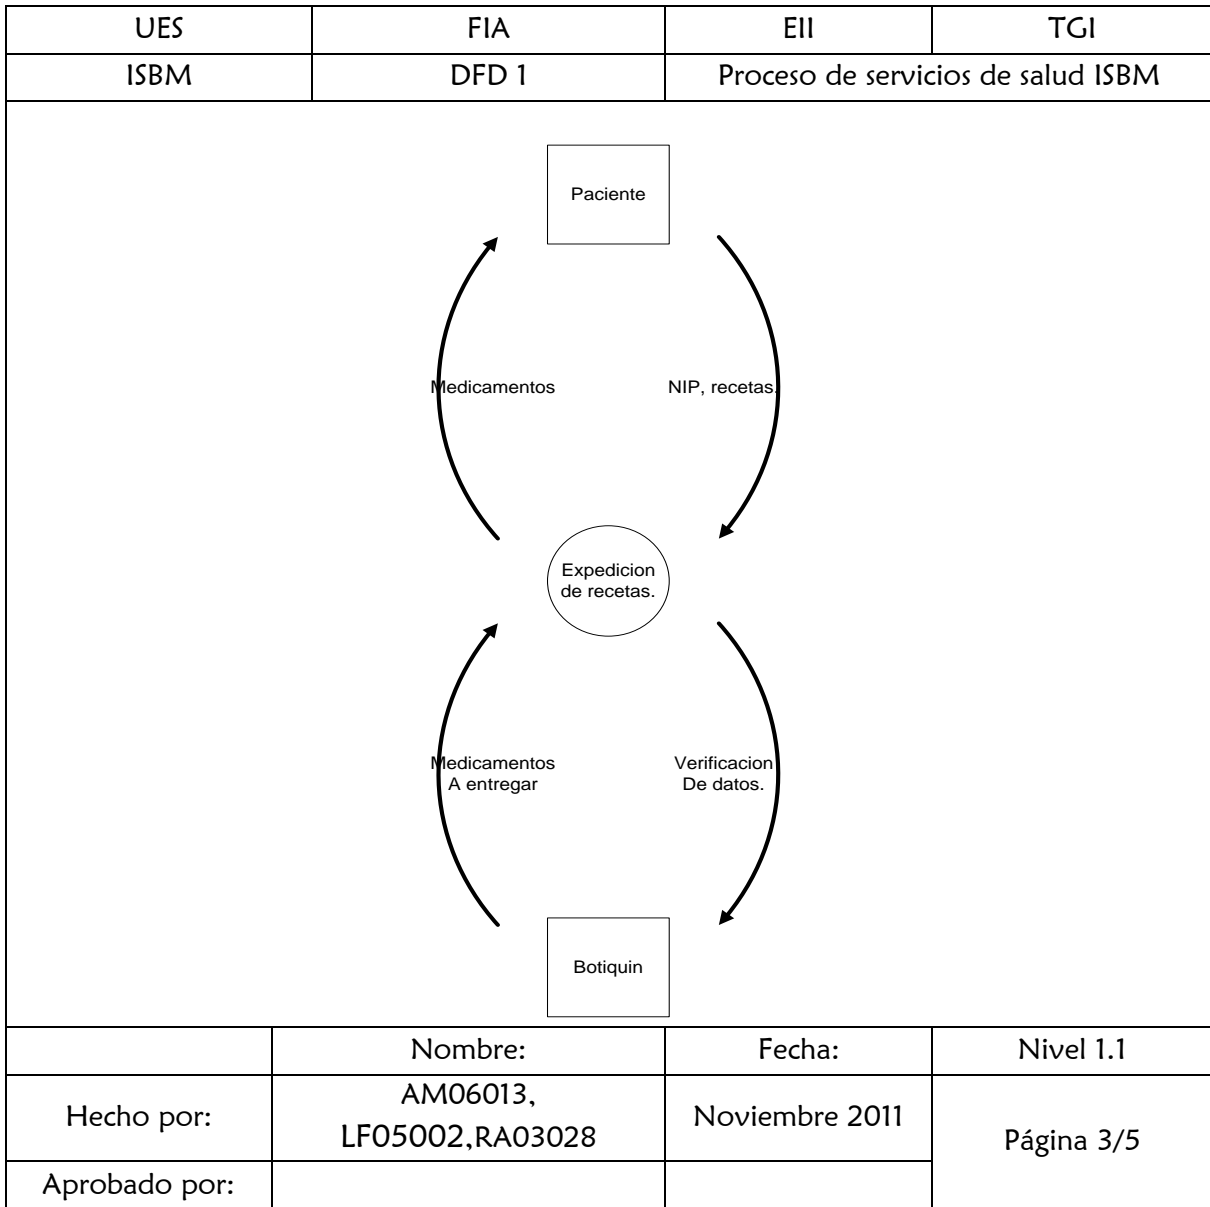 UES FIA EII TGI
ISBM DFD 1 Proceso de servicios de salud ISBM
Paciente
Medicamentos
NIP, recetas.
Expedicion
de recetas.
Medicamentos
A entregar
Verificacion
De datos.
Botiquin
Nombre: Fecha: Nivel 1.1
Hecho por:
AM06013,
LF05002,RA03028
Noviembre 2011
Página 3/5
Aprobado por: